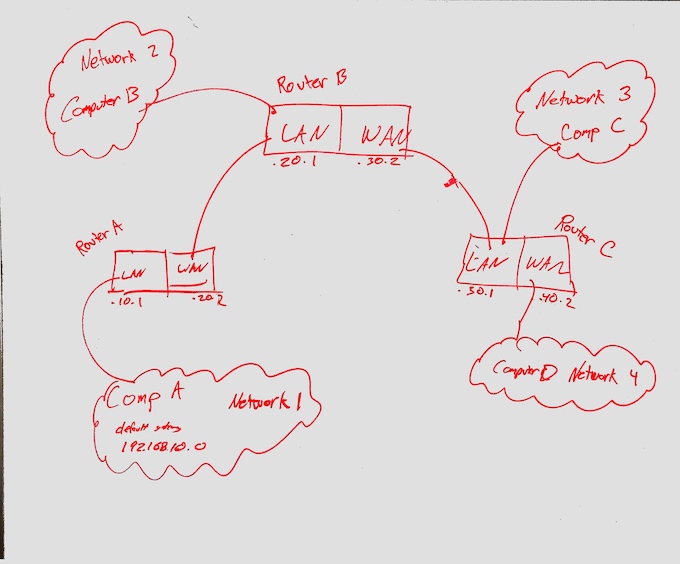 Network 2
Computer B
Router B
LAN
WAN
.20.1
.30.2
Network 3
Comp C
Router A
LAN
WAN
.10.1
.20.2
Router C
LAN
WAN
.30.1
.40.2
Comp A
Network 1
default
192.168.10.0
Computer D Network 4